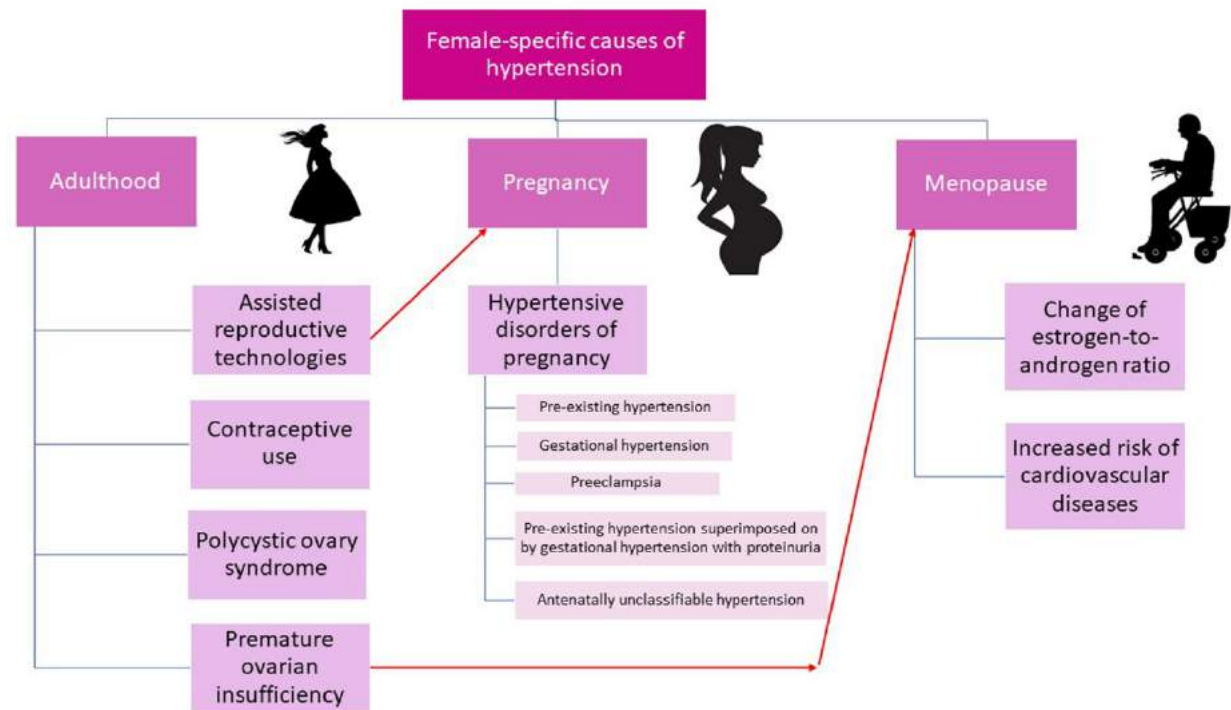 Female-specific causes of
hypertension
Adulthood
Assisted
reproductive
technologies
Contraceptive
use
Polycystic ovary
syndrome
Premature
ovarian
insufficiency
Pregnancy
Hypertensive
disorders of
pregnancy
Pre-existing hypertension
Gestational hypertension
Preeclampsia
Pre-existing hypertension superimposed on
by gestational hypertension with proteinuria
Antenatally unclassifiable hypertension
Menopause
Change of
estrogen-to-
androgen ratio
Increased risk of
cardiovascular
diseases